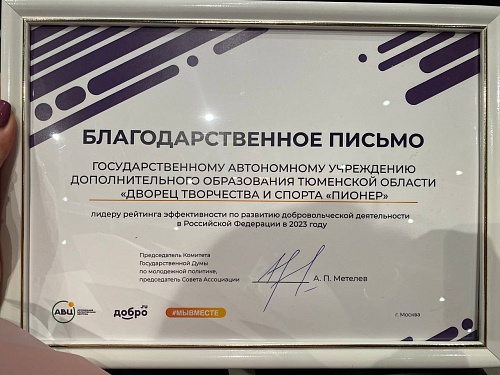 БЛАГОДАРСТВЕННОЕ ПИСЬМО
ГОСУДАРСТВЕННОМУ АВТОНОМНОМУ УЧРЕЖДЕНИЮ
ДОПОЛНИТЕЛЬНОГО ОБРАЗОВАНИЯ ТЮМЕНСКОЙ ОБЛАСТИ
«ДВОРЕЦ ТВОРЧЕСТВА И СПОРТА «ПИОНЕР»
лидеру рейтинга эффективности по развитию добровольческой деятельности
в Российской Федерации в 2023 году
Председатель Комитета
Государственной Думы
по молодежной политике,
председатель Совета Ассоциации
А. П. Метелев
АВЦ
добро.ru
#МЫВМЕСТЕ
г. Москва